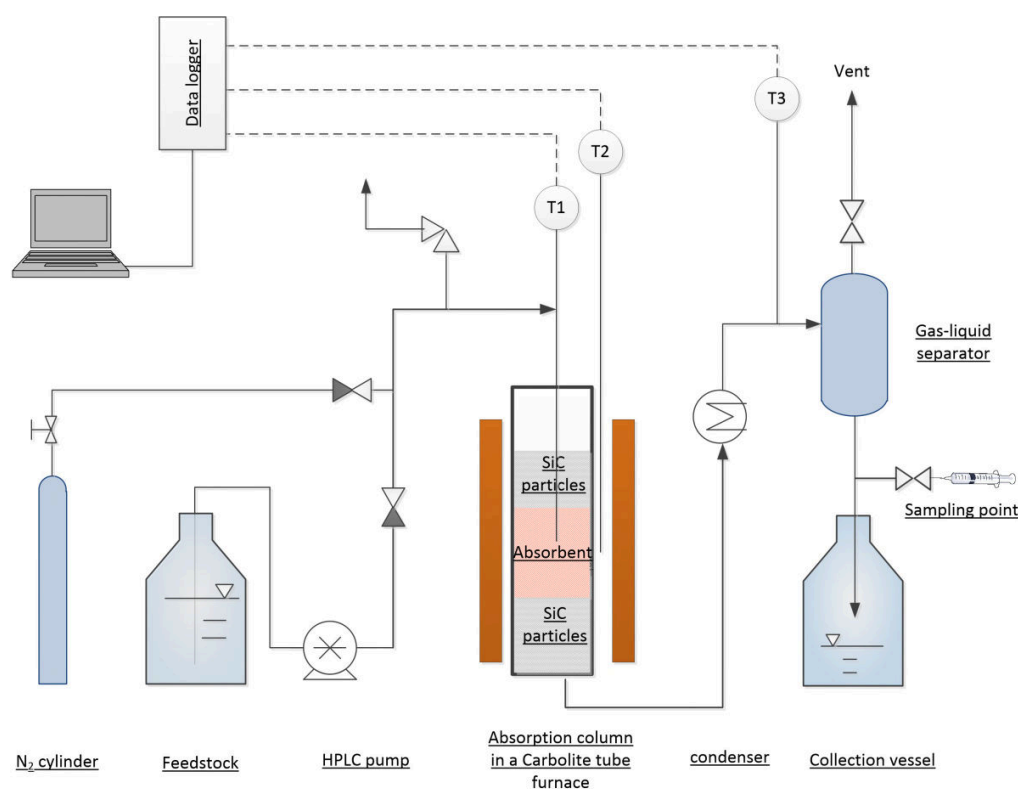 Data logger
T3
Vent
T2
T1
Gas-liquid
separator
SiC
particles
Absorbent
SiC
particles
Sampling point
N₂ cylinder
Feedstock
HPLC pump
Absorption column
in a Carbolite tube
furnace
condenser
Collection vessel